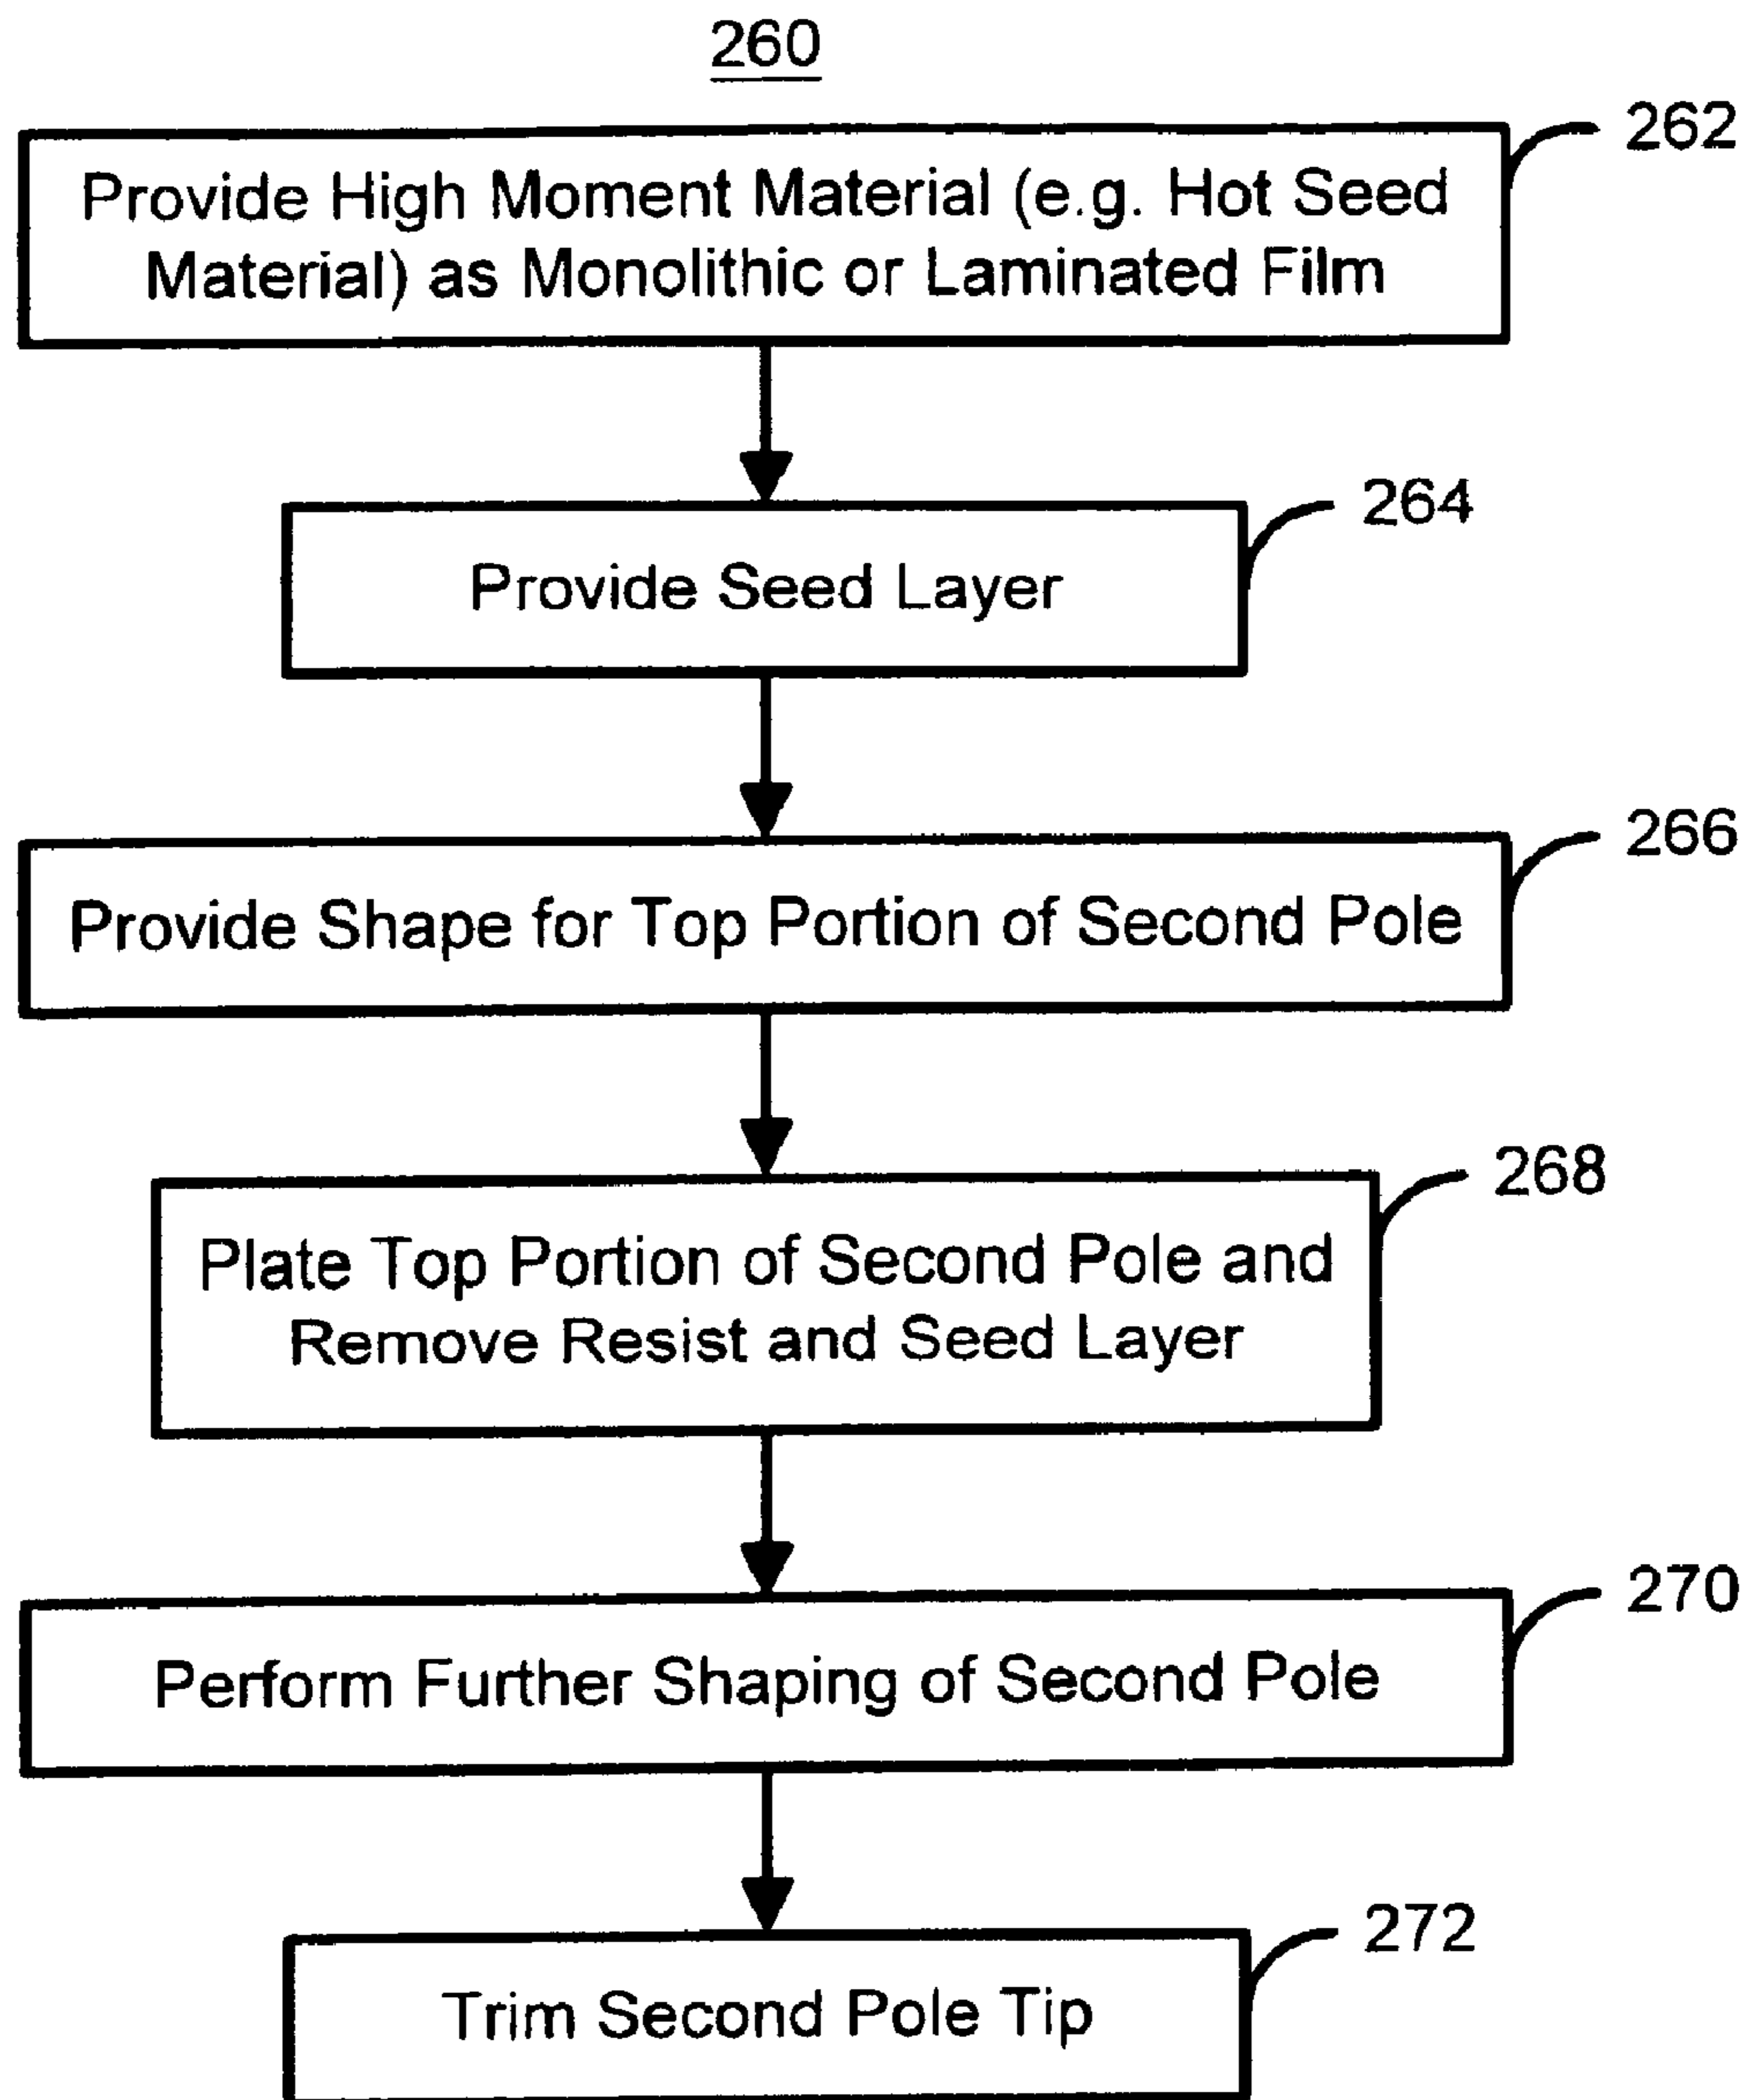 260
262
Provide High Moment Material (e.g. Hot Seed
Material) as Monolithic or Laminated Film
264
Provide Seed Layer
266
Provide Shape for Top Portion of Second Pole
268
Plate Top Portion of Second Pole and
Remove Resist and Seed Layer
270
Perform Further Shaping of Second Pole
272
Trim Second Pole Tip